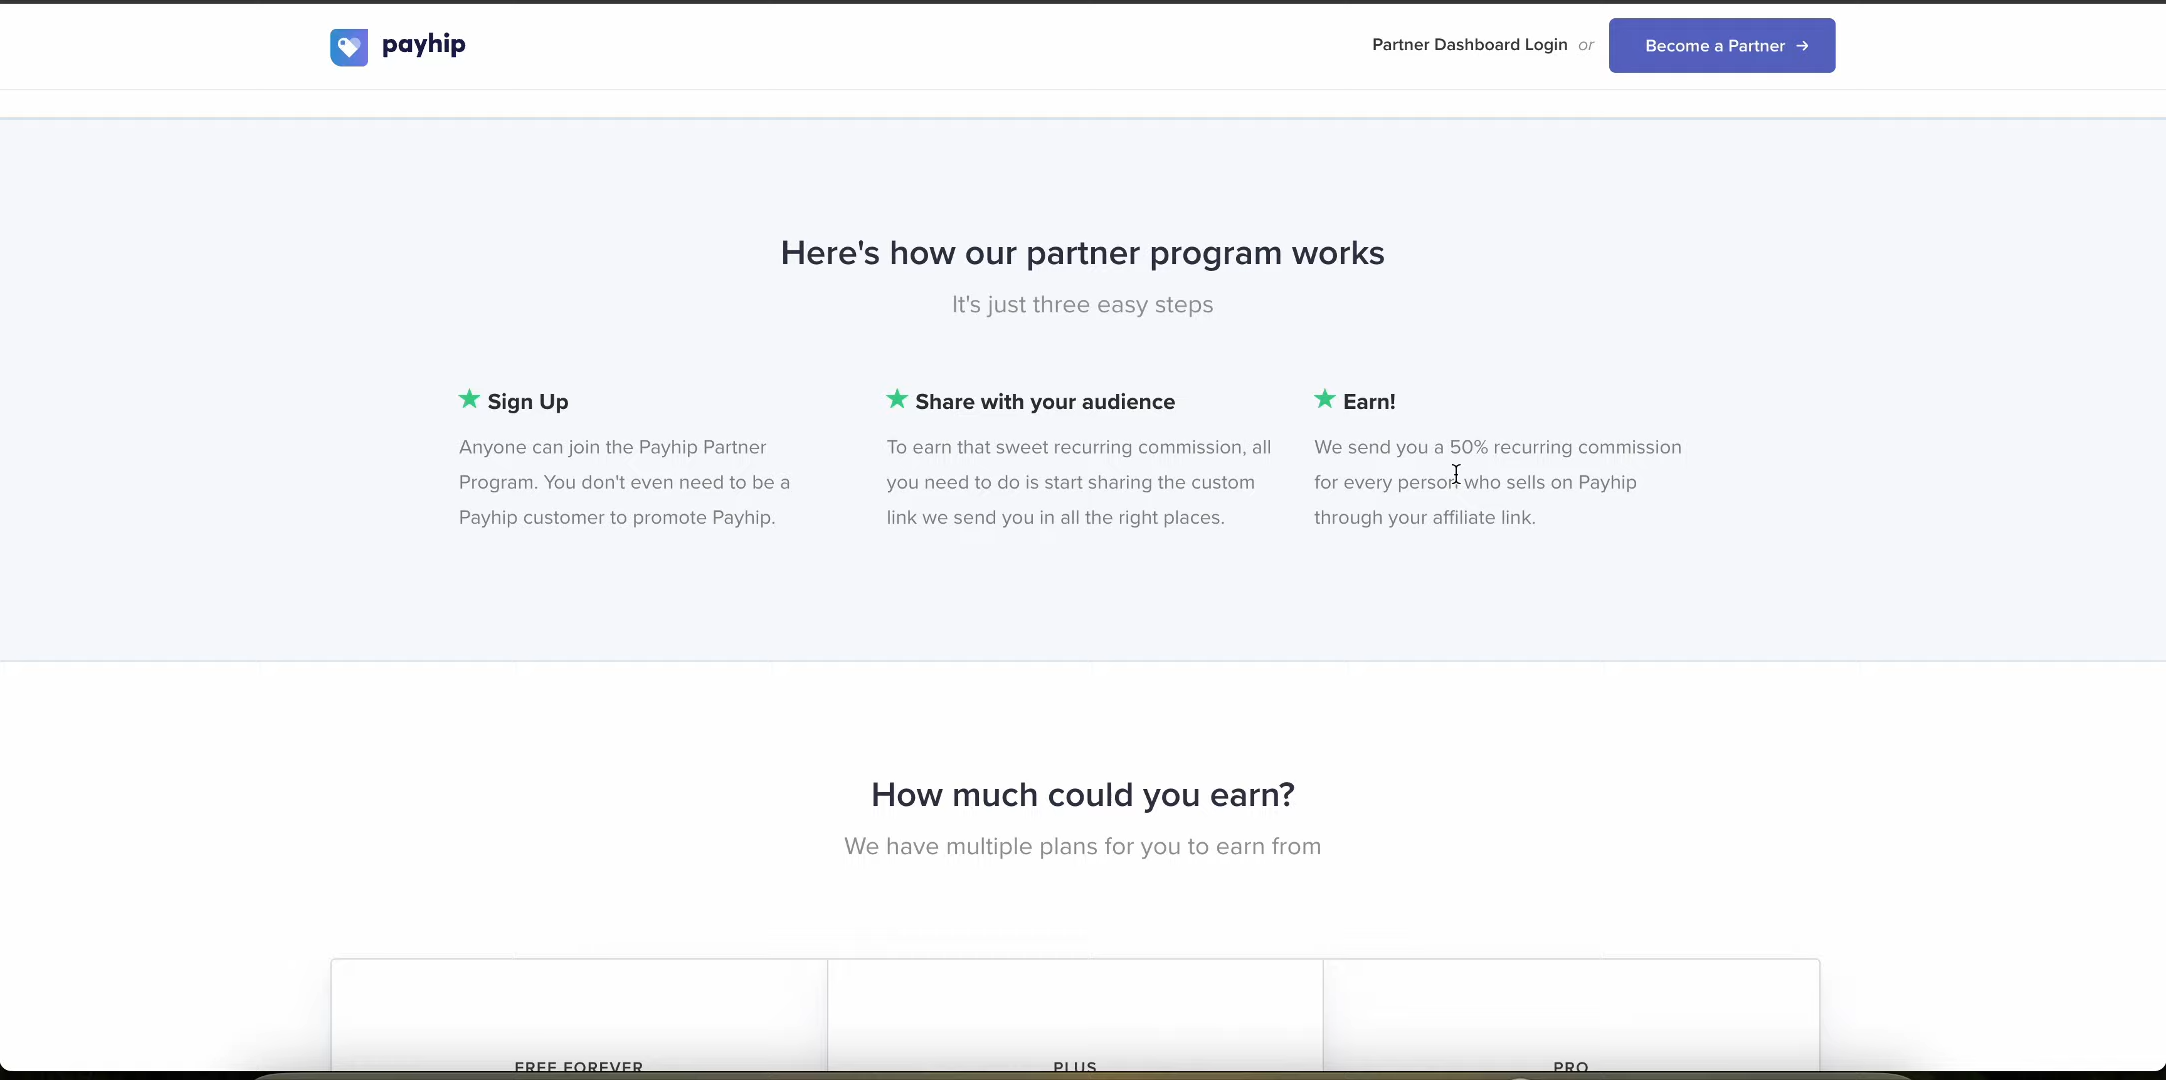 payhip
Partner Dashboard Login or
Become a Partner →
Here's how our partner program works
It's just three easy steps
★ Sign Up
Anyone can join the Payhip Partner
Program. You don't even need to be a
Payhip customer to promote Payhip.
★ Share with your audience
To earn that sweet recurring commission, all
you need to do is start sharing the custom
link we send you in all the right places.
★ Earn!
We send you a 50% recurring commission
for every person who sells on Payhip
through your affiliate link.
How much could you earn?
We have multiple plans for you to earn from
FREE FOREVER
PLUS
PRO